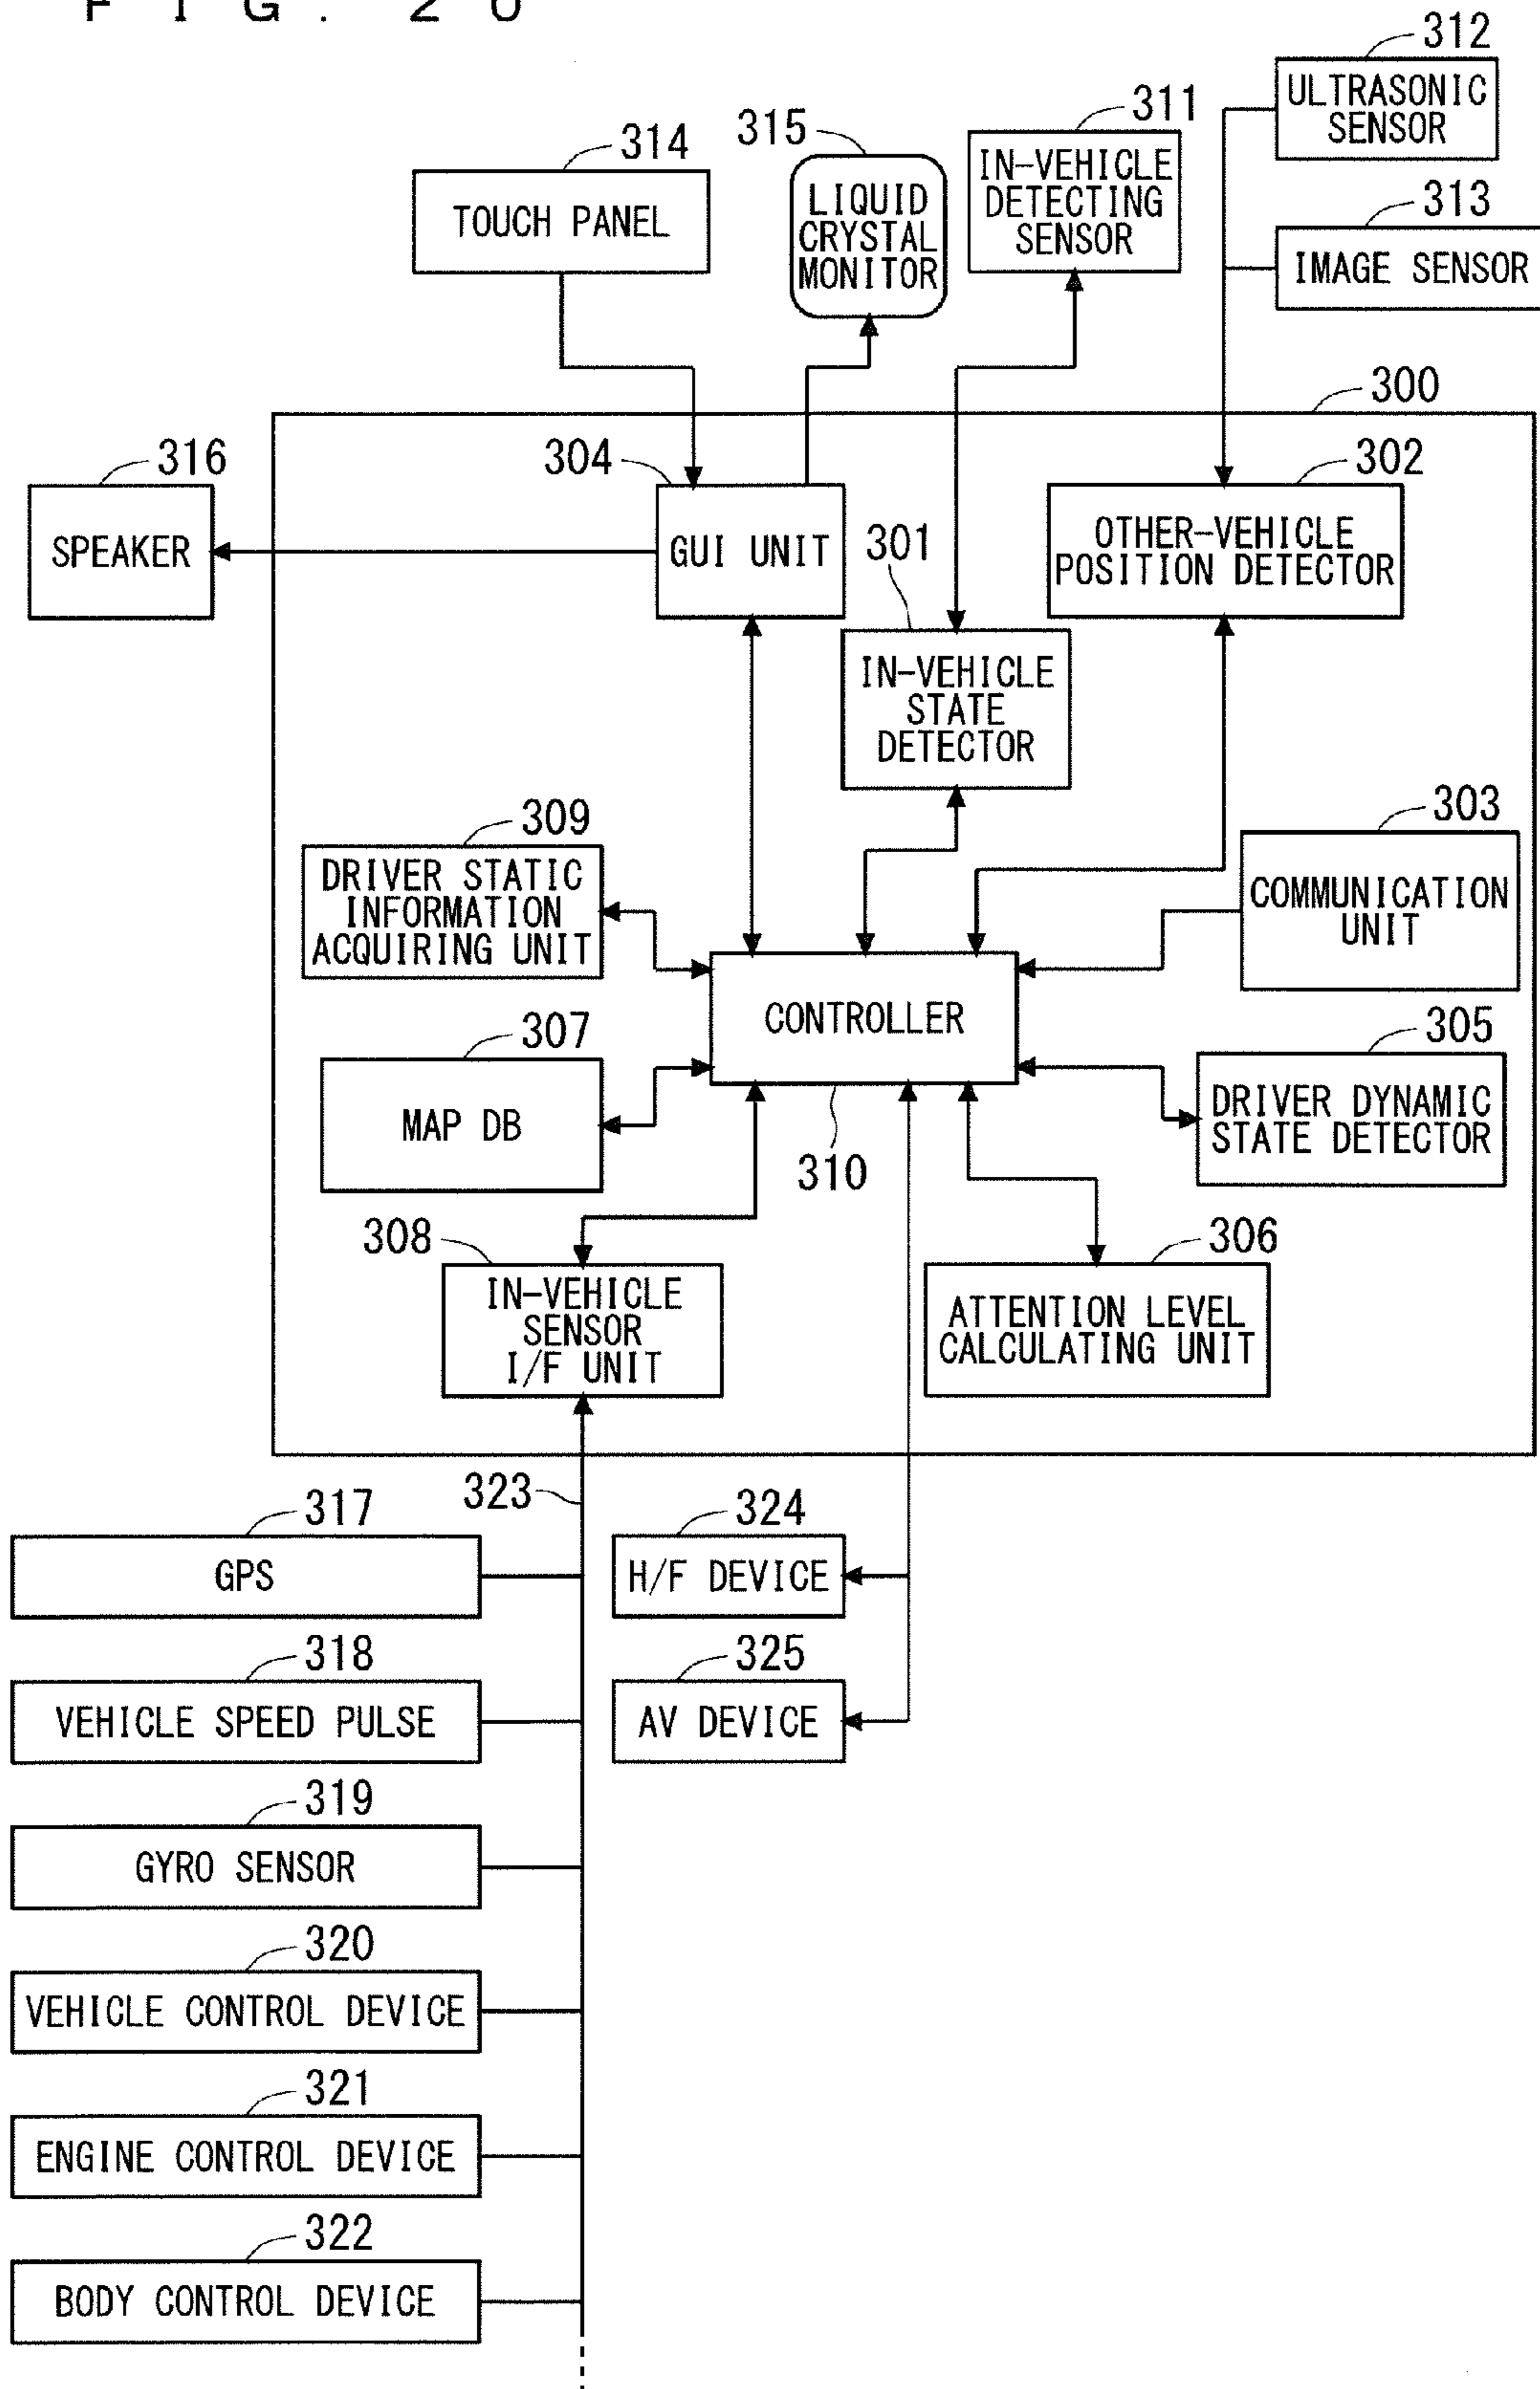 FIG. 20
312
ULTRASONIC
SENSOR
311
IN-VEHICLE
DETECTING
SENSOR
315
LIQUID
CRYSTAL
MONITOR
314
TOUCH PANEL
313
IMAGE SENSOR
300
316
SPEAKER
304
GUI UNIT
301
IN-VEHICLE
STATE
DETECTOR
302
OTHER-VEHICLE
POSITION DETECTOR
309
DRIVER STATIC
INFORMATION
ACQUIRING UNIT
303
COMMUNICATION
UNIT
CONTROLLER
310
307
MAP DB
305
DRIVER DYNAMIC
STATE DETECTOR
308
IN-VEHICLE
SENSOR
I/F UNIT
306
ATTENTION LEVEL
CALCULATING UNIT
323
317
GPS
324
H/F DEVICE
318
VEHICLE SPEED PULSE
325
AV DEVICE
319
GYRO SENSOR
320
VEHICLE CONTROL DEVICE
321
ENGINE CONTROL DEVICE
322
BODY CONTROL DEVICE